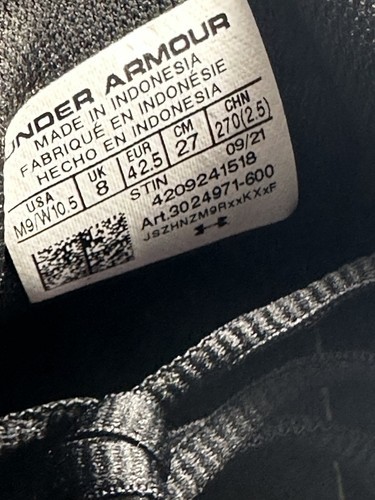 UNDER ARMOUR
MADE IN INDONESIA
FABRIQUÉ EN INDONÉSIE
HECHO EN INDONESIA
USA UK EUR CM CHN
M9/W10.5 8 42.5 27 270(2.5)
STIN 09/21
4209241518
Art.3024971-600
JSZHNZM9RxxKXxF